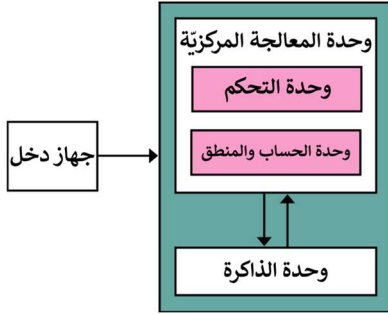 وحدة المعالجة المركزيّة
وحدة التحكم
وحدة الحساب والمنطق
جهاز دخل
وحدة الذاكرة